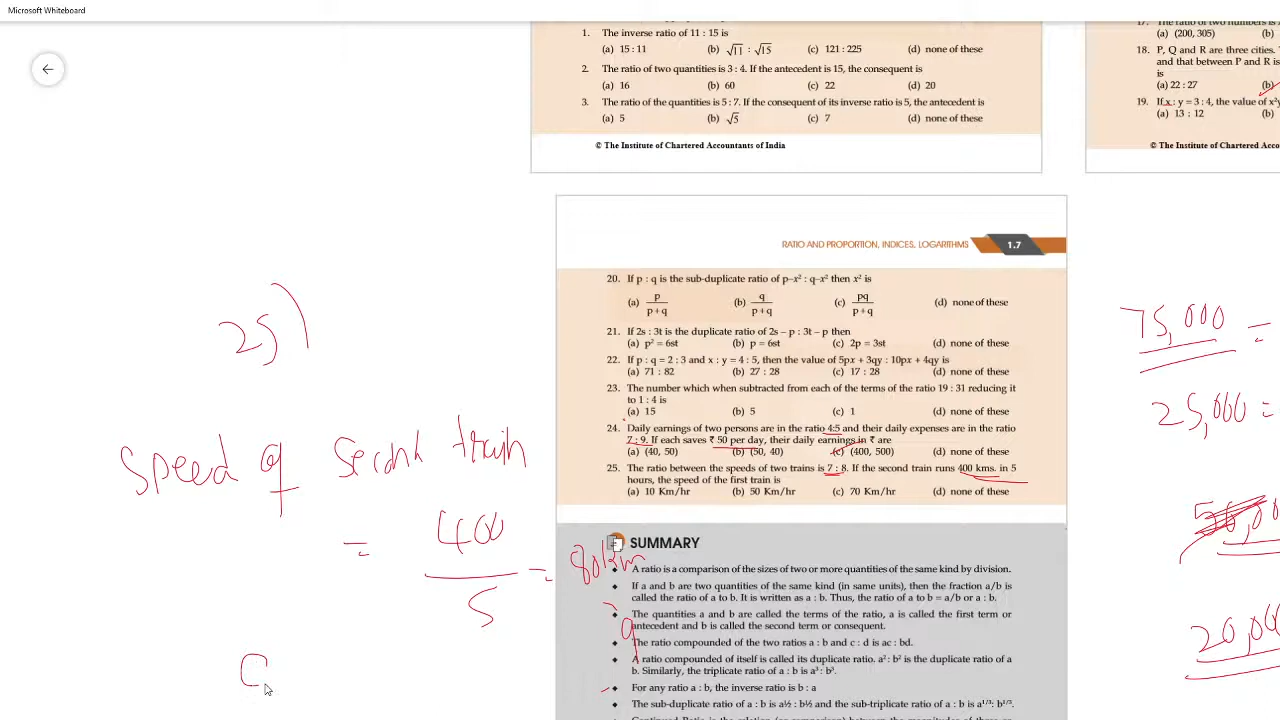 Microsoft Whiteboard
1. The inverse ratio of 11 : 15 is
(a) 15 : 11 (b) √11 : √15 (c) 121 : 225 (d) none of these
2. The ratio of two quantities is 3 : 4. If the antecedent is 15, the consequent is
(a) 16 (b) 60 (c) 22 (d) 20
3. The ratio of the quantities is 5 : 7. If the consequent of its inverse ratio is 5, the antecedent is
(a) 5 (b) √5 (c) 7 (d) none of these
© The Institute of Chartered Accountants of India
17. The ratio of two numbers is
(a) (200, 305) (b)
18. P, Q and R are three cities.
and that between P and R is
is
(a) 22 : 27 (b)
19. If x : y = 3 : 4, the value of x²y
(a) 13 : 12 (b)
© The Institute of Chartered Acco
RATIO AND PROPORTION, INDICES, LOGARITHMS 1.7
20. If p : q is the sub-duplicate ratio of p–x² : q–x² then x² is
(a) p/p+q (b) q/p+q (c) pq/p+q (d) none of these
21. If 2s : 3t is the duplicate ratio of 2s – p : 3t – p then
(a) p² = 6st (b) p = 6st (c) 2p = 3st (d) none of these
22. If p : q = 2 : 3 and x : y = 4 : 5, then the value of 5px + 3qy : 10px + 4qy is
(a) 71 : 82 (b) 27 : 28 (c) 17 : 28 (d) none of these
23. The number which when subtracted from each of the terms of the ratio 19 : 31 reducing it
to 1 : 4 is
(a) 15 (b) 5 (c) 1 (d) none of these
24. Daily earnings of two persons are in the ratio 4:5 and their daily expenses are in the ratio
7 : 9. If each saves ₹ 50 per day, their daily earnings in ₹ are
(a) (40, 50) (b) (50, 40) (c) (400, 500) (d) none of these
25. The ratio between the speeds of two trains is 7 : 8. If the second train runs 400 kms. in 5
hours, the speed of the first train is
(a) 10 Km/hr (b) 50 Km/hr (c) 70 Km/hr (d) none of these
SUMMARY
A ratio is a comparison of the sizes of two or more quantities of the same kind by division.
If a and b are two quantities of the same kind (in same units), then the fraction a/b is
called the ratio of a to b. It is written as a : b. Thus, the ratio of a to b = a/b or a : b.
The quantities a and b are called the terms of the ratio, a is called the first term or
antecedent and b is called the second term or consequent.
The ratio compounded of the two ratios a : b and c : d is ac : bd.
A ratio compounded of itself is called its duplicate ratio. a² : b² is the duplicate ratio of a
b. Similarly, the triplicate ratio of a : b is a³ : b³.
For any ratio a : b, the inverse ratio is b : a
The sub-duplicate ratio of a : b is a½ : b½ and the sub-triplicate ratio of a : b is a1/3: b1/3.
25)
Speed of second train
= 400/5 = 80km
75,000 =
25,000 =
20,00